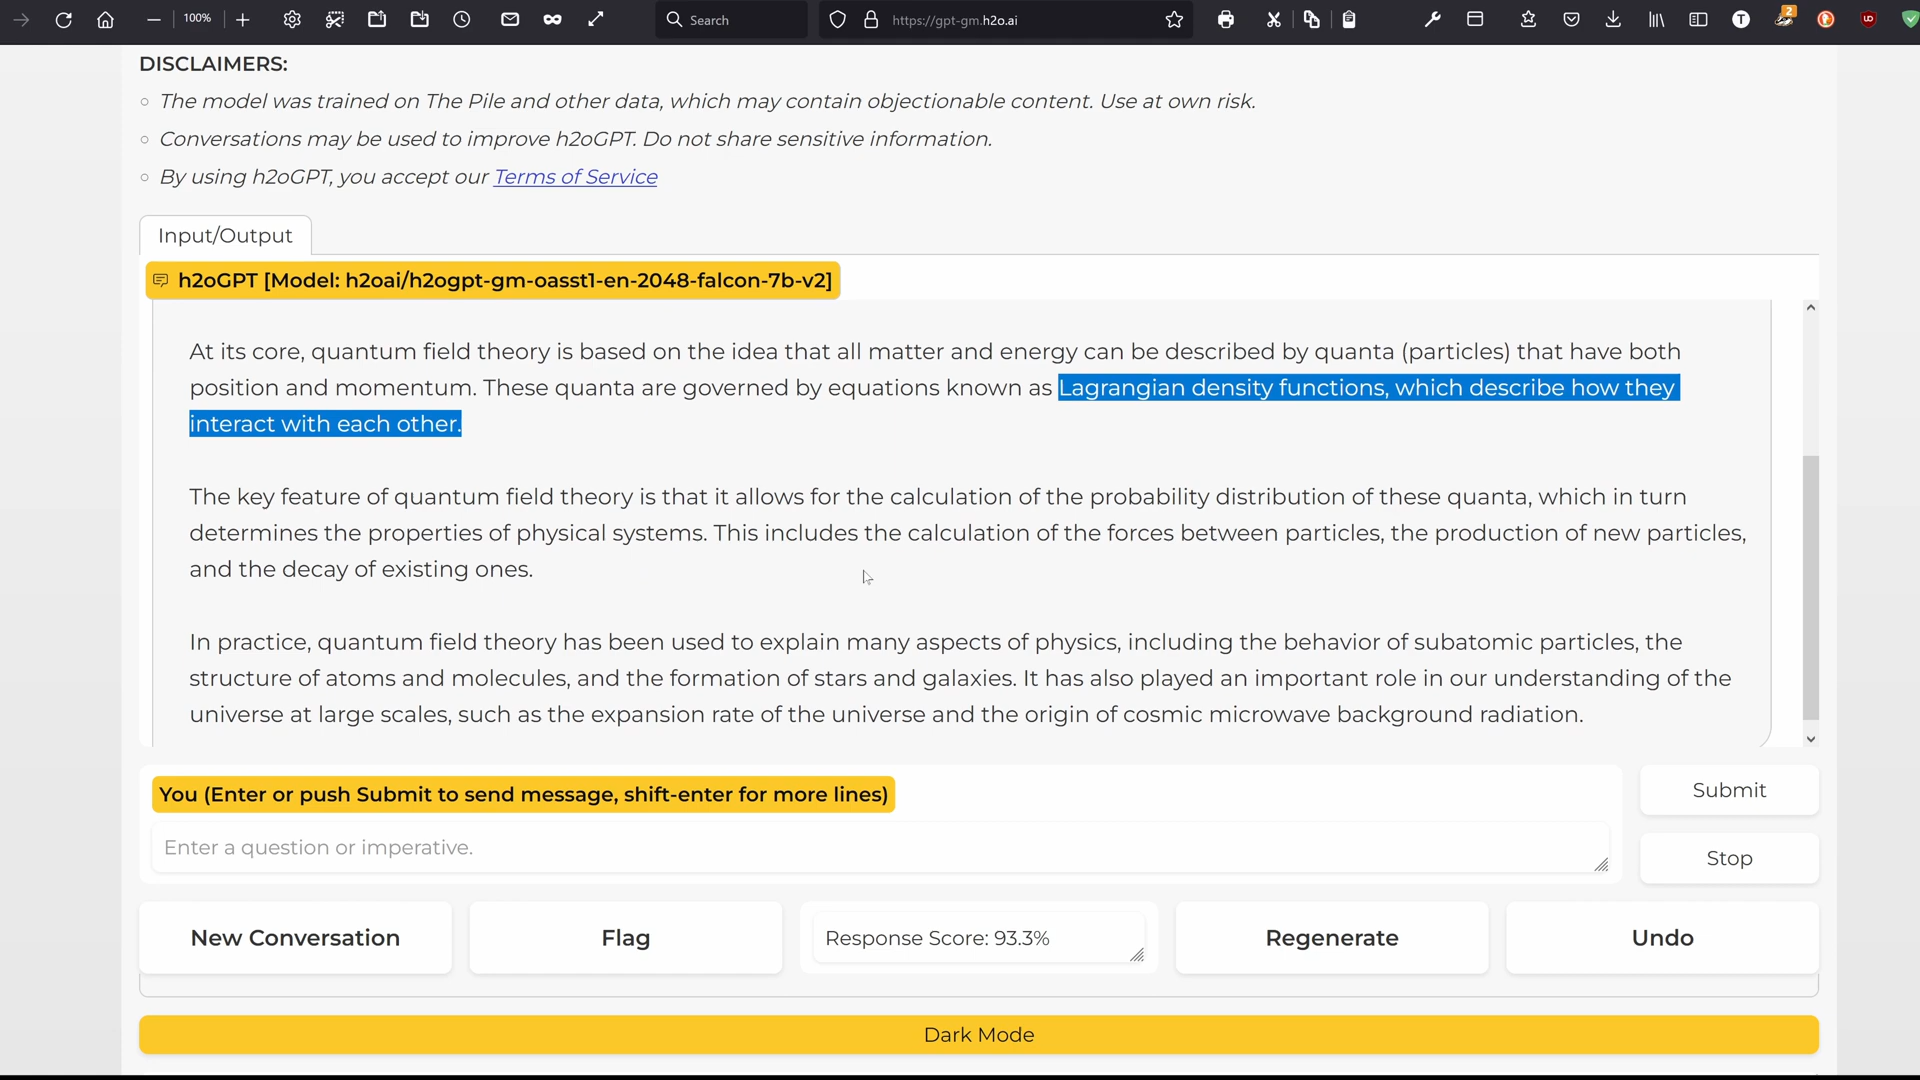 100%
Search
https://gpt-gm.h2o.ai
2
T
UD
DISCLAIMERS:
The model was trained on The Pile and other data, which may contain objectionable content. Use at own risk.
Conversations may be used to improve h2oGPT. Do not share sensitive information.
By using h2oGPT, you accept our Terms of Service
Input/Output
h2oGPT [Model: h2oai/h2ogpt-gm-oasst1-en-2048-falcon-7b-v2]
At its core, quantum field theory is based on the idea that all matter and energy can be described by quanta (particles) that have both
position and momentum. These quanta are governed by equations known as Lagrangian density functions, which describe how they
interact with each other.
The key feature of quantum field theory is that it allows for the calculation of the probability distribution of these quanta, which in turn
determines the properties of physical systems. This includes the calculation of the forces between particles, the production of new particles,
and the decay of existing ones.
In practice, quantum field theory has been used to explain many aspects of physics, including the behavior of subatomic particles, the
structure of atoms and molecules, and the formation of stars and galaxies. It has also played an important role in our understanding of the
universe at large scales, such as the expansion rate of the universe and the origin of cosmic microwave background radiation.
You (Enter or push Submit to send message, shift-enter for more lines)
Submit
Enter a question or imperative.
Stop
New Conversation
Flag
Response Score: 93.3%
Regenerate
Undo
Dark Mode